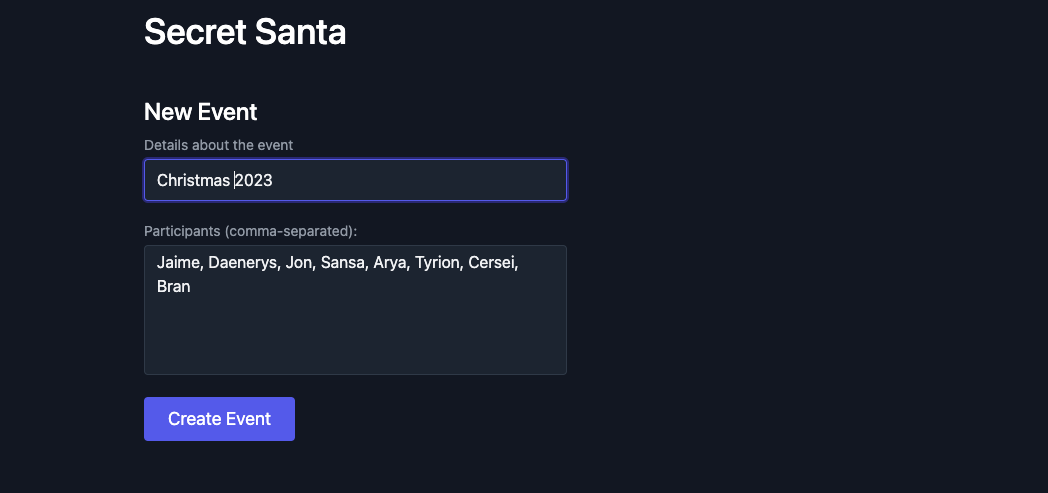 Secret Santa
New Event
Details about the event
Christmas 2023
Participants (comma-separated):
Jaime, Daenerys, Jon, Sansa, Arya, Tyrion, Cersei,
Bran
Create Event